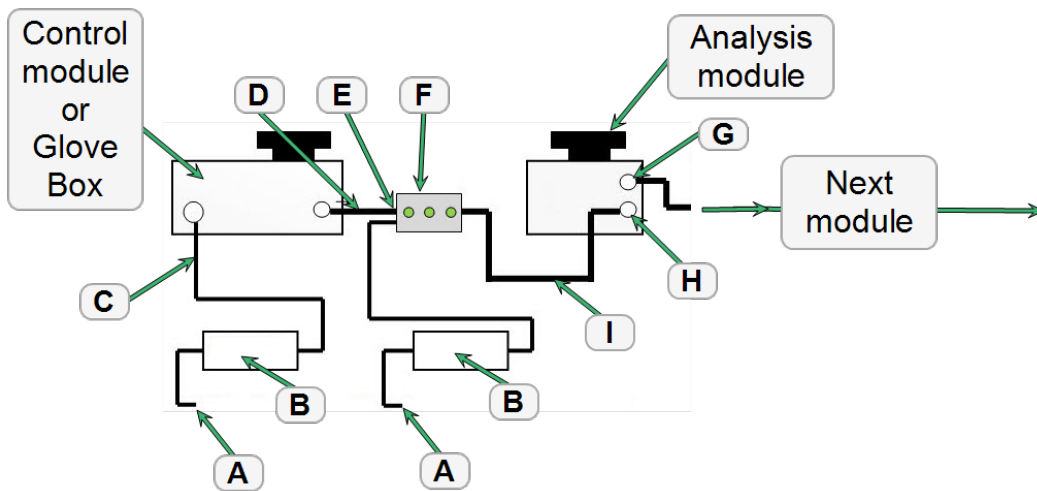 Control
module
or
Glove
Box
Analysis
module
D
E
F
G
Next
module
C
H
I
B
B
A
A